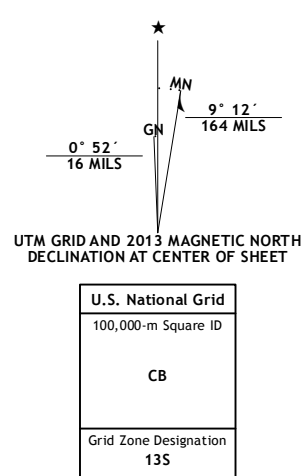 MN
GN
9° 12´
164 MILS
0° 52´
16 MILS
UTM GRID AND 2013 MAGNETIC NORTH
DECLINATION AT CENTER OF SHEET
U.S. National Grid
100,000-m Square ID
CB
Grid Zone Designation
13S